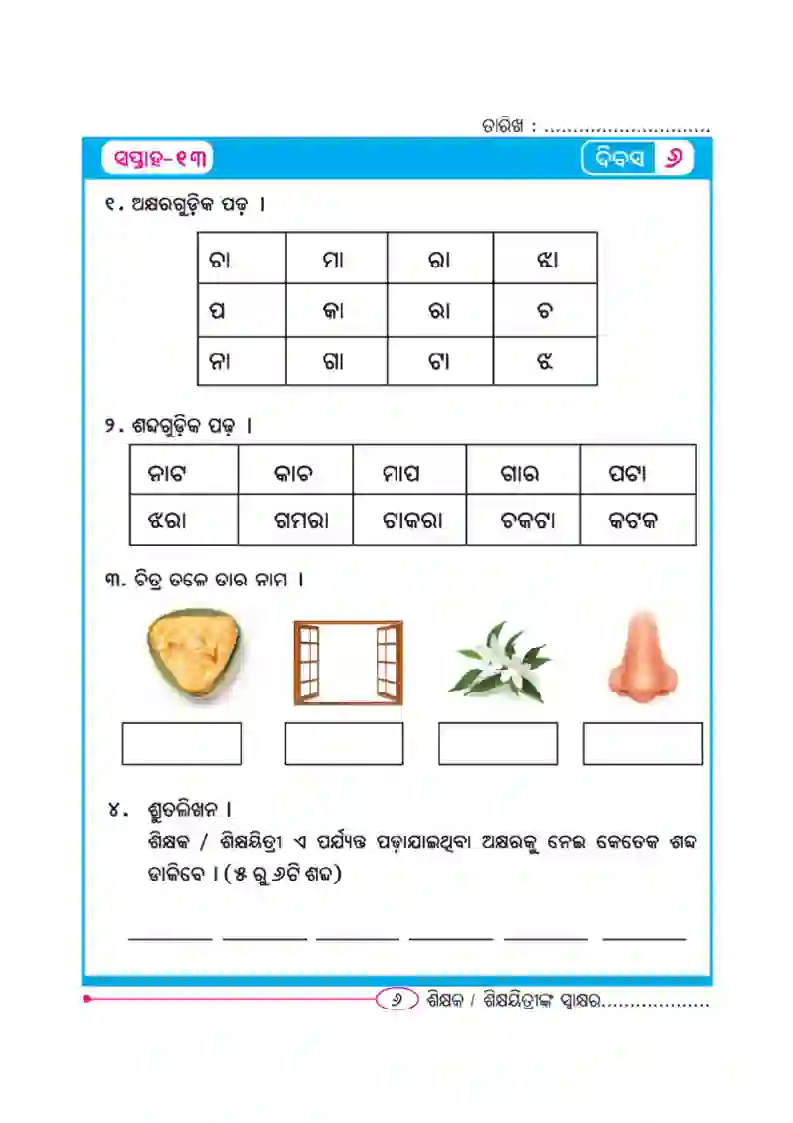 ତାରିଖ : ............................
ସପ୍ତାହ-୧୩ ଦିବସ ୬
୧. ଅକ୍ଷରଗୁଡ଼ିକ ପଢ଼ ।
ଚା ମା ରା ଝା
ପ କା ରା ଚ
ନା ଗା ଟା ଝ
୨. ଶବ୍ଦଗୁଡ଼ିକ ପଢ଼ ।
ନାଟ କାଚ ମାପ ଗାର ପଟା
ଝରା ଗମରା ଚାକରା ଚକଟା କଟକ
୩. ଚିତ୍ର ତଳେ ତାର ନାମ ।
୪. ଶ୍ରୁତଲିଖନ ।
ଶିକ୍ଷକ / ଶିକ୍ଷୟିତ୍ରୀ ଏ ପର୍ଯ୍ୟନ୍ତ ପଢ଼ାଯାଇଥିବା ଅକ୍ଷରକୁ ନେଇ କେତେକ ଶବ୍ଦ
ଡାକିବେ । (୫ ରୁ ୬ଟି ଶବ୍ଦ)
୬ ଶିକ୍ଷକ / ଶିକ୍ଷୟିତ୍ରୀଙ୍କ ସ୍ୱାକ୍ଷର...................